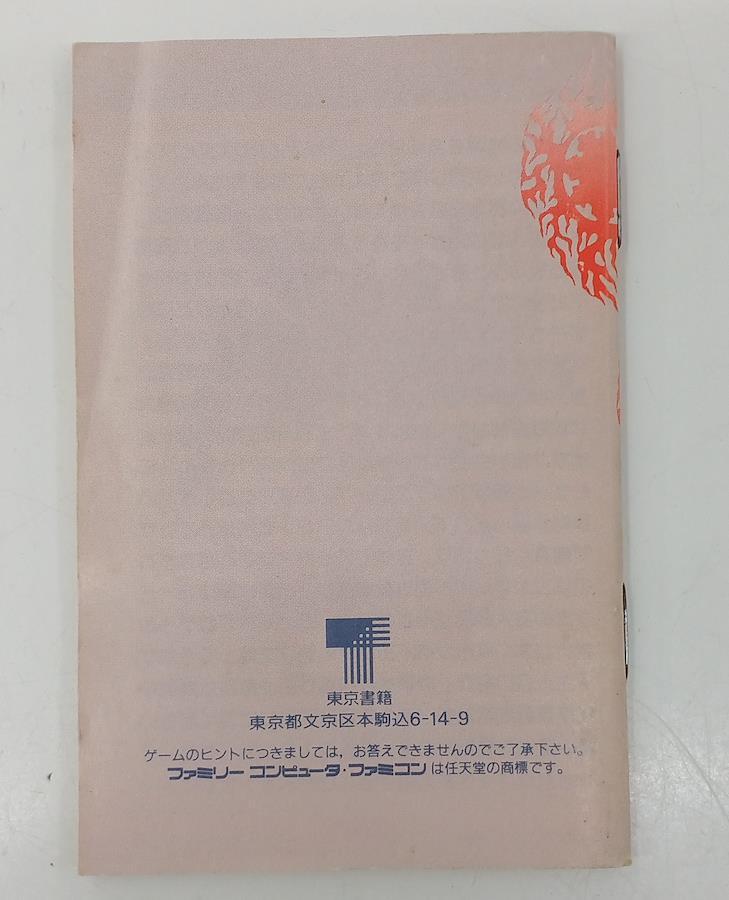 東京書籍
東京都文京区本駒込6-14-9
ゲームのヒントにつきましては,お答えできませんのでご了承下さい。
ファミリー コンピュータ・ファミコン は任天堂の商標です。